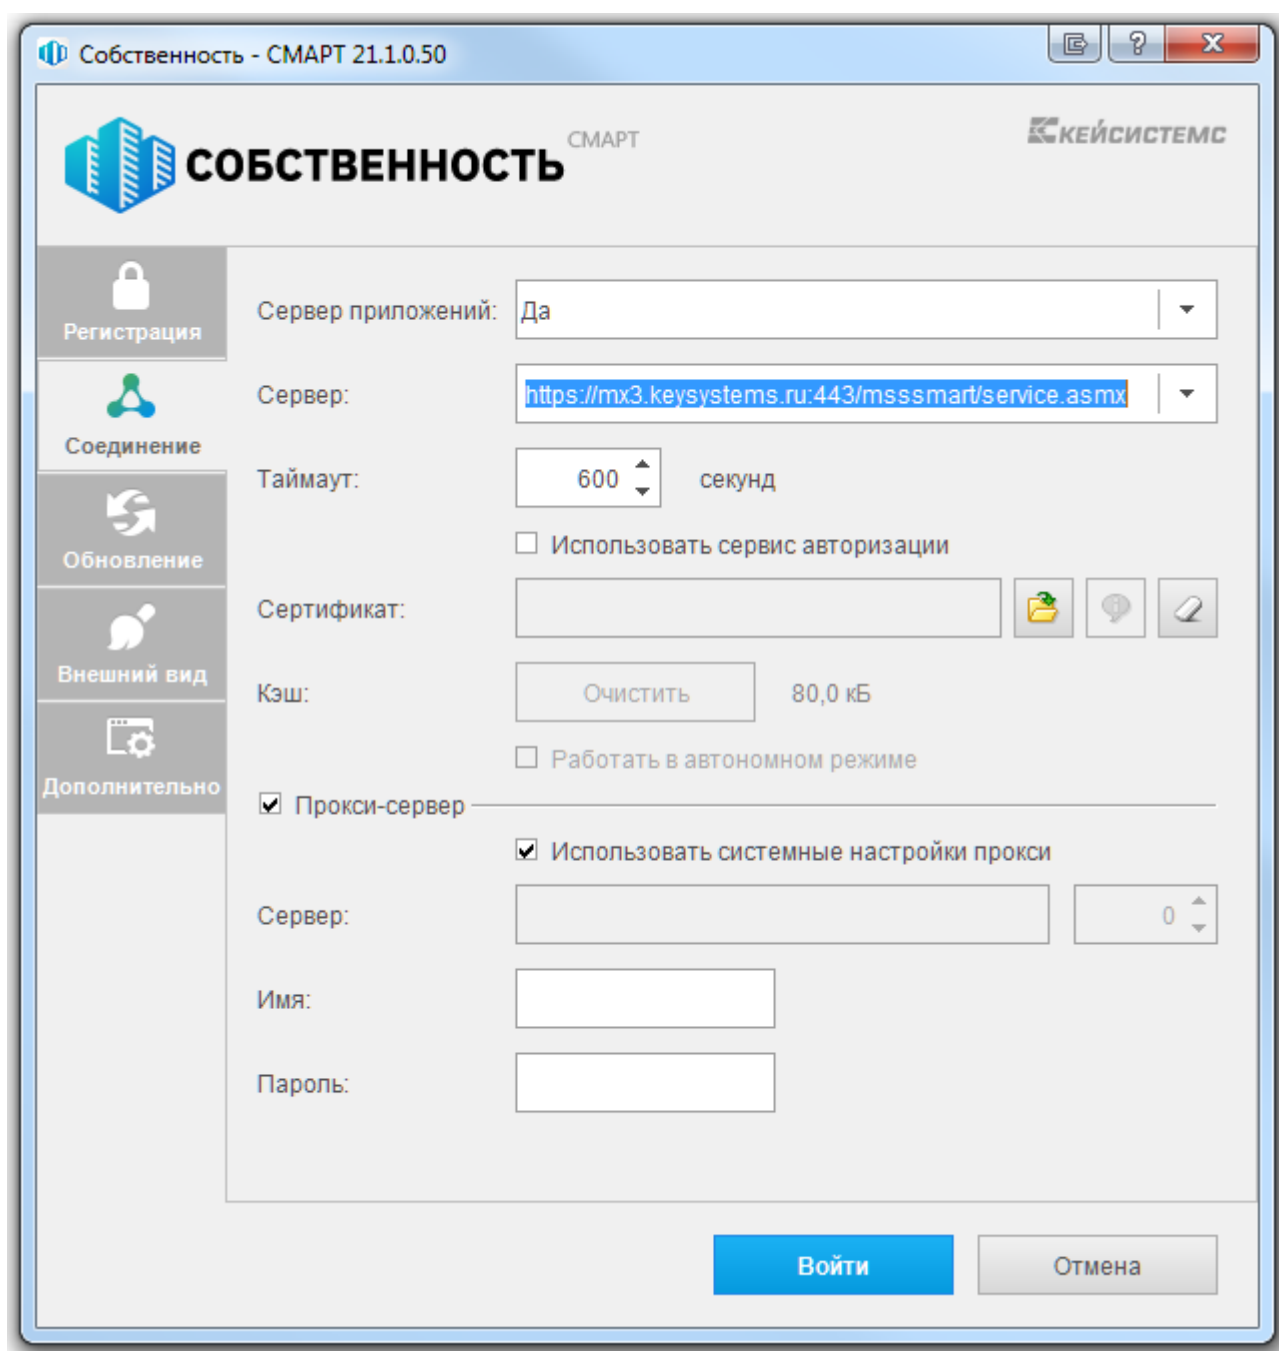 Собственность - СМАРТ 21.1.0.50
СОБСТВЕННОСТЬ СМАРТ
КЕЙСИСТЕМС
Регистрация
Соединение
Обновление
Внешний вид
Дополнительно
Сервер приложений: Да
Сервер: https://mx3.keysystems.ru:443/msssmart/service.asmx
Таймаут: 600 секунд
Использовать сервис авторизации
Сертификат:
Кэш: Очистить 80,0 кБ
Работать в автономном режиме
Прокси-сервер
Использовать системные настройки прокси
Сервер: 0
Имя:
Пароль:
Войти Отмена